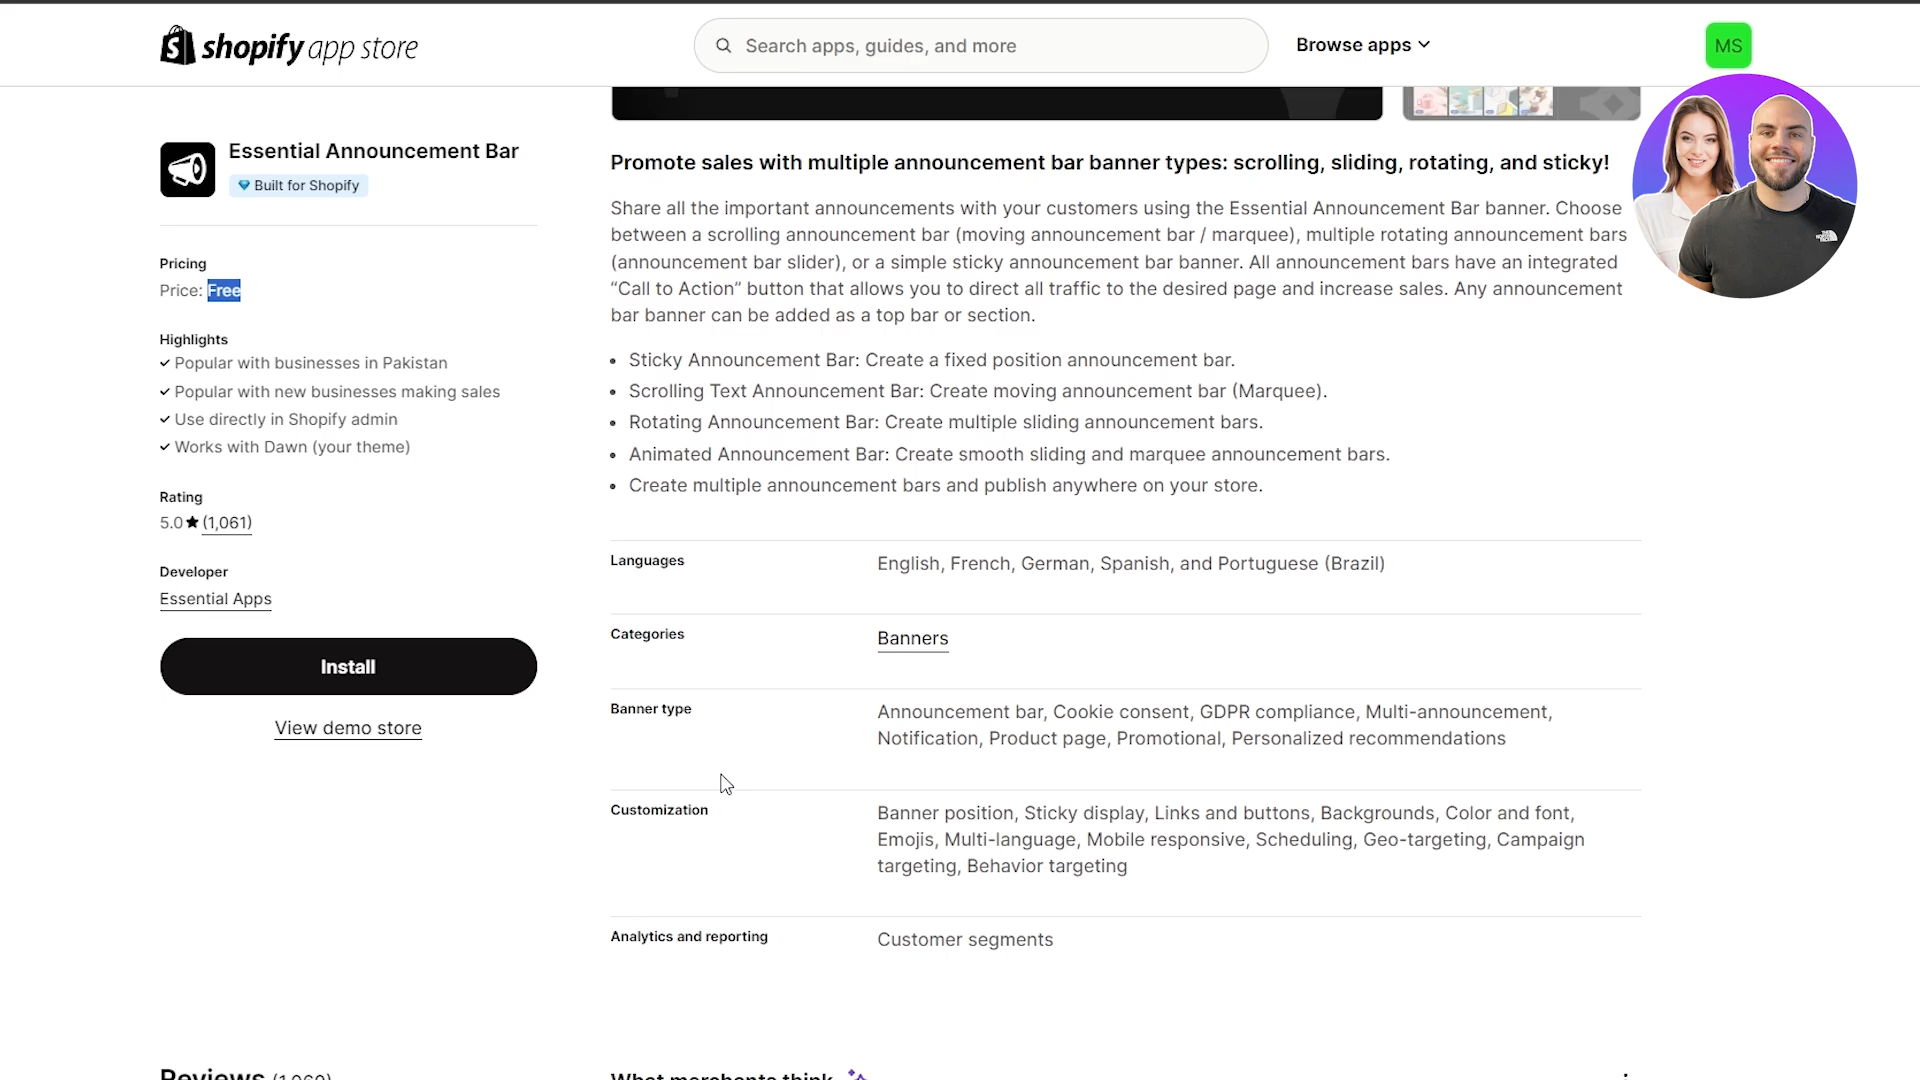 shopify app store
Search apps, guides, and more
Browse apps
MS
Essential Announcement Bar
Built for Shopify
Pricing
Price: Free
Highlights
Popular with businesses in Pakistan
Popular with new businesses making sales
Use directly in Shopify admin
Works with Dawn (your theme)
Rating
5.0★ (1,061)
Developer
Essential Apps
Install
View demo store
Promote sales with multiple announcement bar banner types: scrolling, sliding, rotating, and sticky!
Share all the important announcements with your customers using the Essential Announcement Bar banner. Choose
between a scrolling announcement bar (moving announcement bar / marquee), multiple rotating announcement bars
(announcement bar slider), or a simple sticky announcement bar banner. All announcement bars have an integrated
“Call to Action” button that allows you to direct all traffic to the desired page and increase sales. Any announcement
bar banner can be added as a top bar or section.
• Sticky Announcement Bar: Create a fixed position announcement bar.
• Scrolling Text Announcement Bar: Create moving announcement bar (Marquee).
• Rotating Announcement Bar: Create multiple sliding announcement bars.
• Animated Announcement Bar: Create smooth sliding and marquee announcement bars.
• Create multiple announcement bars and publish anywhere on your store.
Languages
English, French, German, Spanish, and Portuguese (Brazil)
Categories
Banners
Banner type
Announcement bar, Cookie consent, GDPR compliance, Multi-announcement,
Notification, Product page, Promotional, Personalized recommendations
Customization
Banner position, Sticky display, Links and buttons, Backgrounds, Color and font,
Emojis, Multi-language, Mobile responsive, Scheduling, Geo-targeting, Campaign
targeting, Behavior targeting
Analytics and reporting
Customer segments
Reviews (1,060)
What merchants think